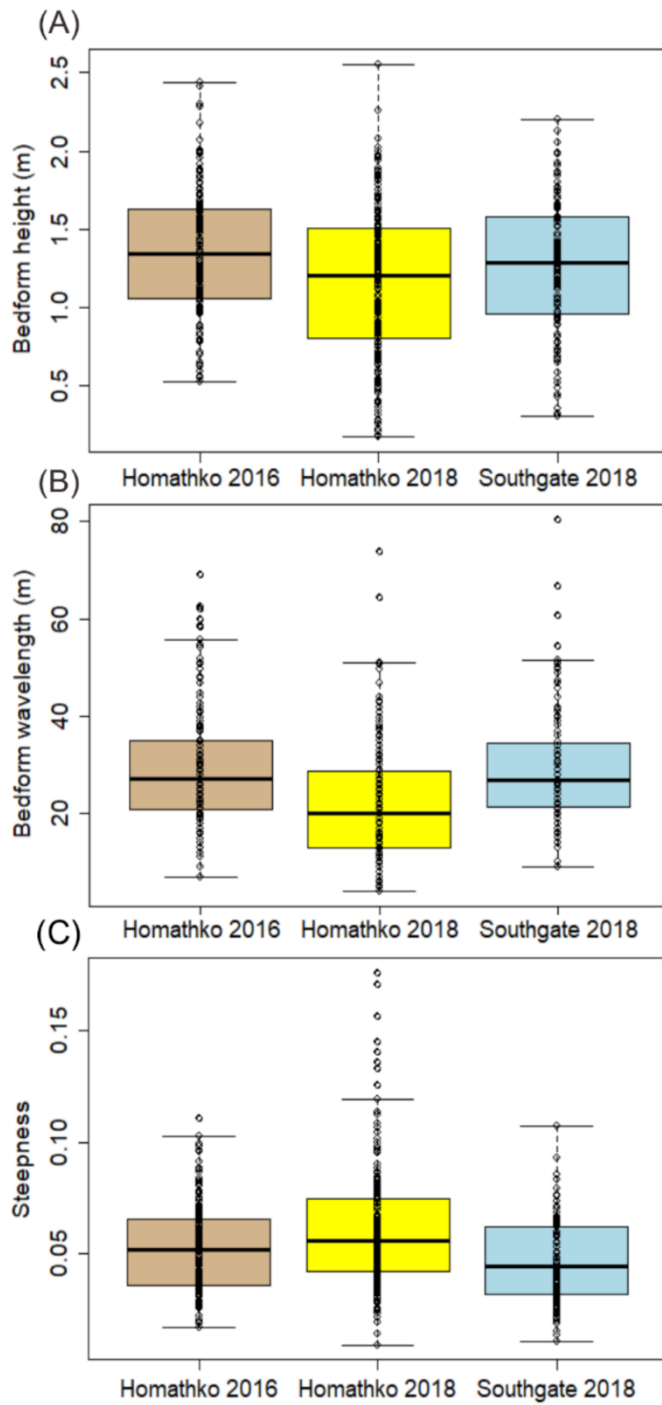 (A)
Bedform height (m)
2.5
2.0
1.5
1.0
0.5
Homathko 2016 Homathko 2018 Southgate 2018
(B)
Bedform wavelength (m)
80
60
40
20
Homathko 2016 Homathko 2018 Southgate 2018
(C)
Steepness
0.15
0.10
0.05
Homathko 2016 Homathko 2018 Southgate 2018